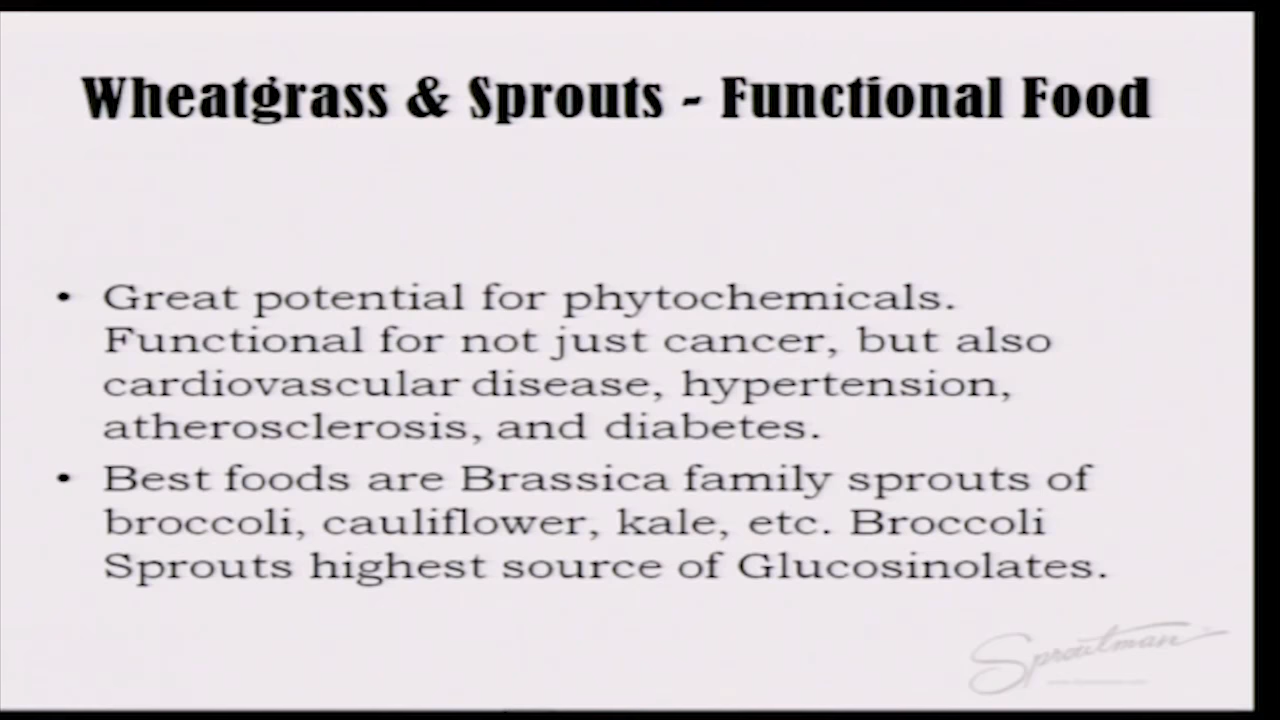 Wheatgrass & Sprouts - Functional Food
• Great potential for phytochemicals.
Functional for not just cancer, but also
cardiovascular disease, hypertension,
atherosclerosis, and diabetes.
• Best foods are Brassica family sprouts of
broccoli, cauliflower, kale, etc. Broccoli
Sprouts highest source of Glucosinolates.
Sproutman